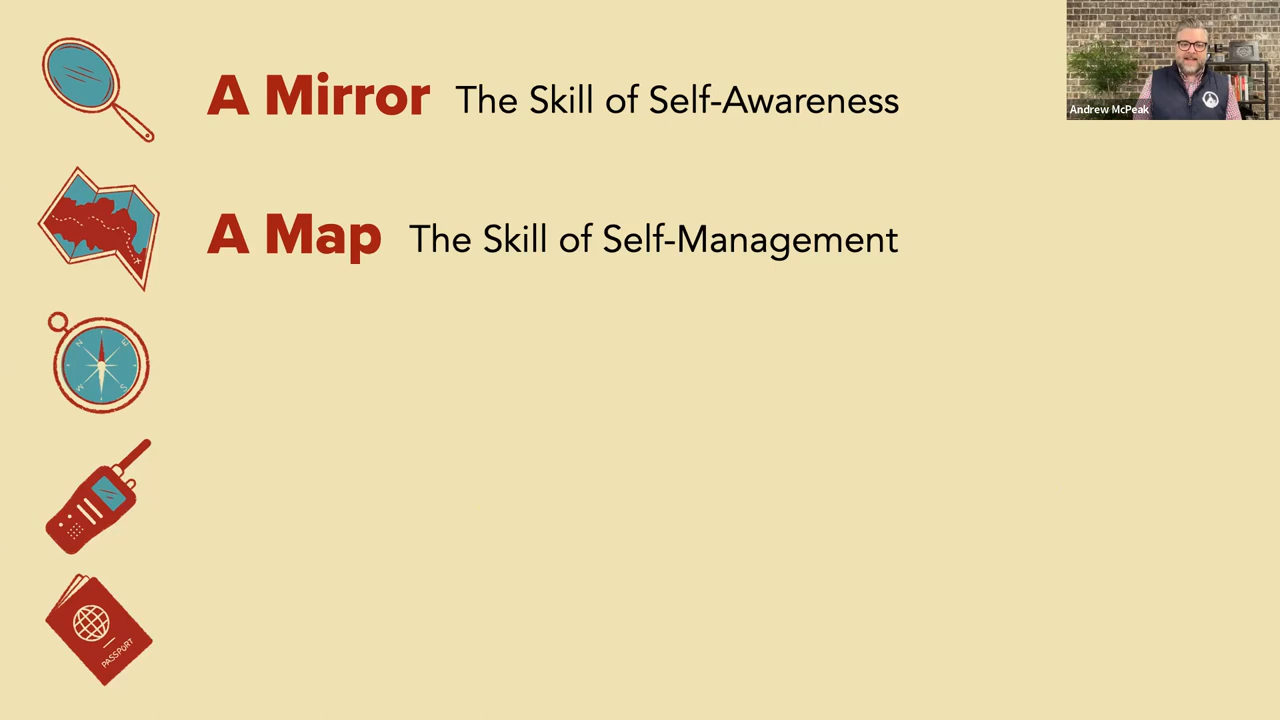 A Mirror The Skill of Self-Awareness
Andrew McPeak
A Map The Skill of Self-Management
N
E
W
S
PASSPORT